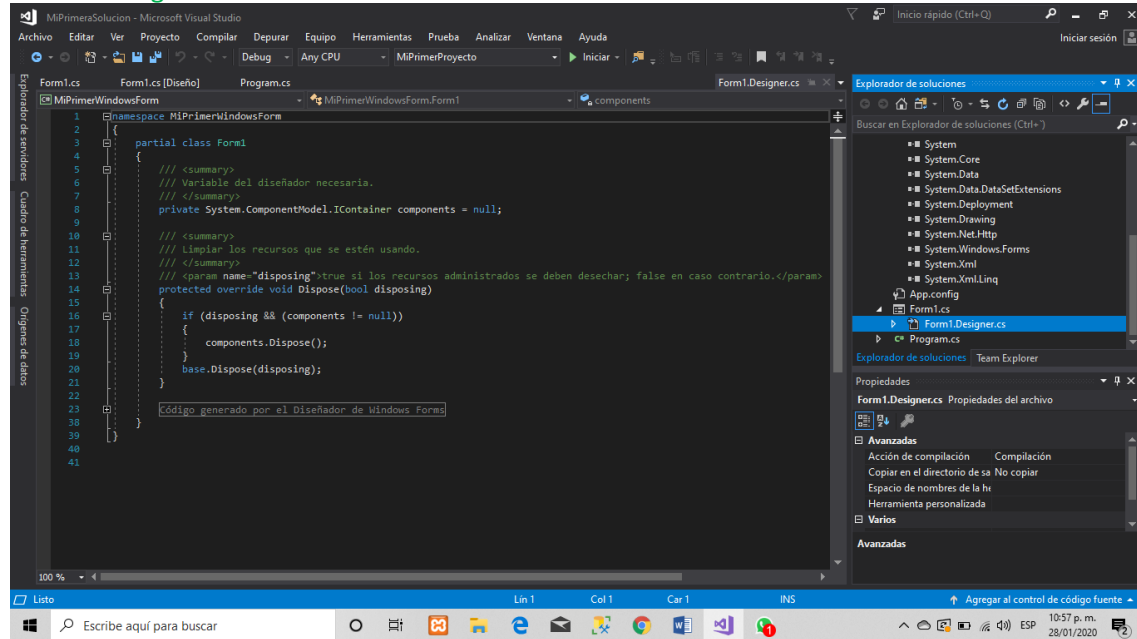 MiPrimeraSolucion - Microsoft Visual Studio
Inicio rápido (Ctrl+Q)
Archivo Editar Ver Proyecto Compilar Depurar Equipo Herramientas Prueba Analizar Ventana Ayuda
Iniciar sesión
Debug Any CPU MiPrimerProyecto Iniciar
Explorador de servidores
Cuadro de herramientas
Orígenes de datos
Form1.cs Form1.cs [Diseño] Program.cs Form1.Designer.cs
MiPrimerWindowsForm MiPrimerWindowsForm.Form1 components
1 namespace MiPrimerWindowsForm
2 {
3 partial class Form1
4 {
5 /// <summary>
6 /// Variable del diseñador necesaria.
7 /// </summary>
8 private System.ComponentModel.IContainer components = null;
9
10 /// <summary>
11 /// Limpiar los recursos que se estén usando.
12 /// </summary>
13 /// <param name="disposing">true si los recursos administrados se deben desechar; false en caso contrario.</param>
14 protected override void Dispose(bool disposing)
15 {
16 if (disposing && (components != null))
17 {
18 components.Dispose();
19 }
20 base.Dispose(disposing);
21 }
22
23 Código generado por el Diseñador de Windows Forms
38 }
39 }
40
41
100 %
Explorador de soluciones
Buscar en Explorador de soluciones (Ctrl+¨)
System
System.Core
System.Data
System.Data.DataSetExtensions
System.Deployment
System.Drawing
System.Net.Http
System.Windows.Forms
System.Xml
System.Xml.Linq
App.config
Form1.cs
Form1.Designer.cs
C# Program.cs
Explorador de soluciones Team Explorer
Propiedades
Form1.Designer.cs Propiedades del archivo
Avanzadas
Acción de compilación Compilación
Copiar en el directorio de sa No copiar
Espacio de nombres de la he
Herramienta personalizada
Varios
Avanzadas
Listo Lín 1 Col 1 Car 1 INS Agregar al control de código fuente
Escribe aquí para buscar
ESP
10:57 p. m.
28/01/2020